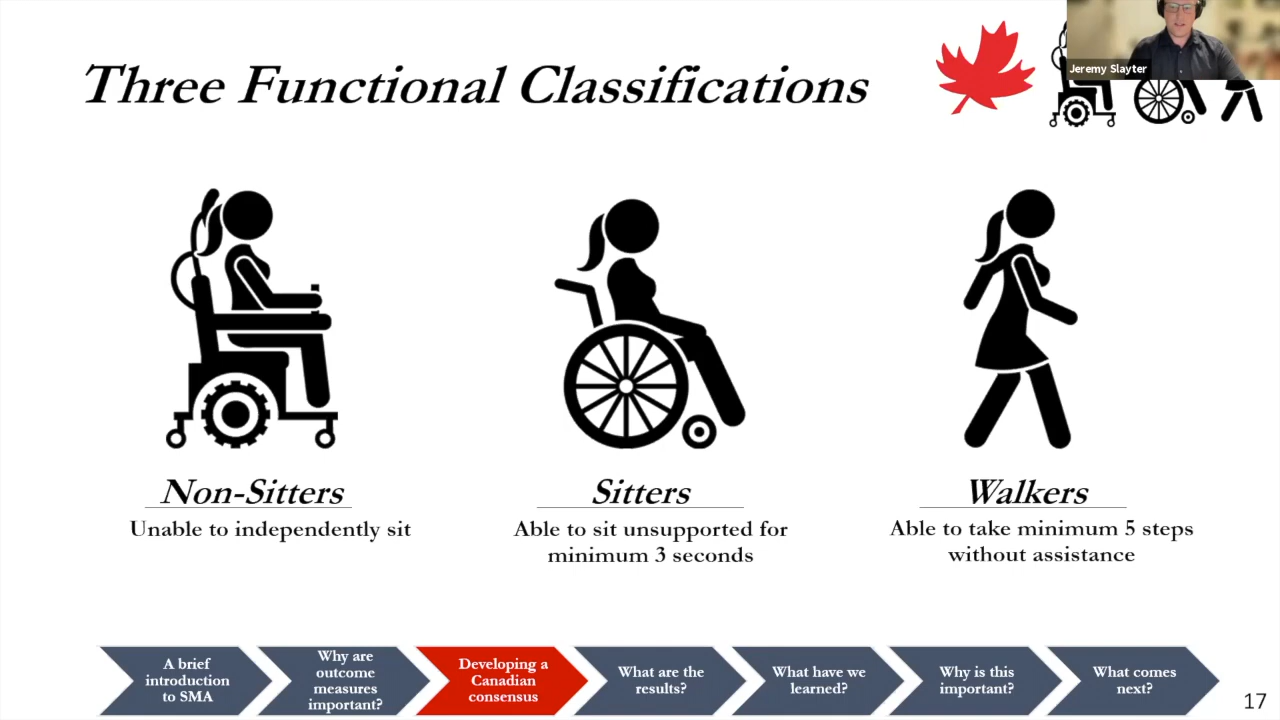 Three Functional Classifications
Jeremy Slayter
Non-Sitters
Unable to independently sit
Sitters
Able to sit unsupported for
minimum 3 seconds
Walkers
Able to take minimum 5 steps
without assistance
A brief
introduction
to SMA
Why are
outcome
measures
important?
Developing a
Canadian
consensus
What are the
results?
What have we
learned?
Why is this
important?
What comes
next?
17